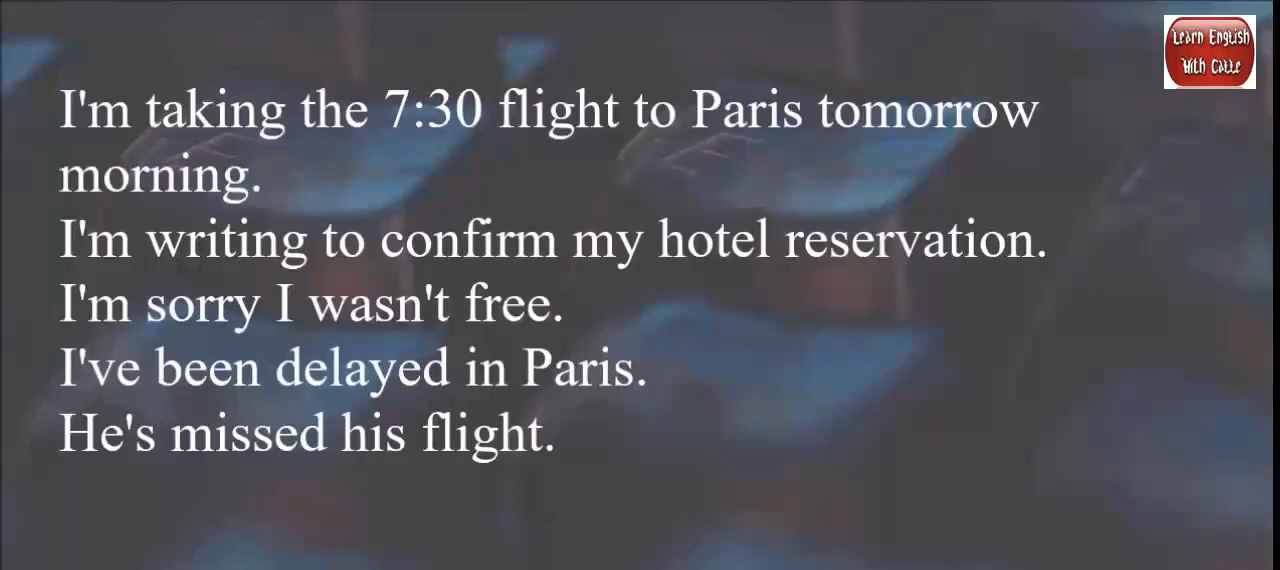 Learn English
With Catte
I'm taking the 7:30 flight to Paris tomorrow
morning.
I'm writing to confirm my hotel reservation.
I'm sorry I wasn't free.
I've been delayed in Paris.
He's missed his flight.